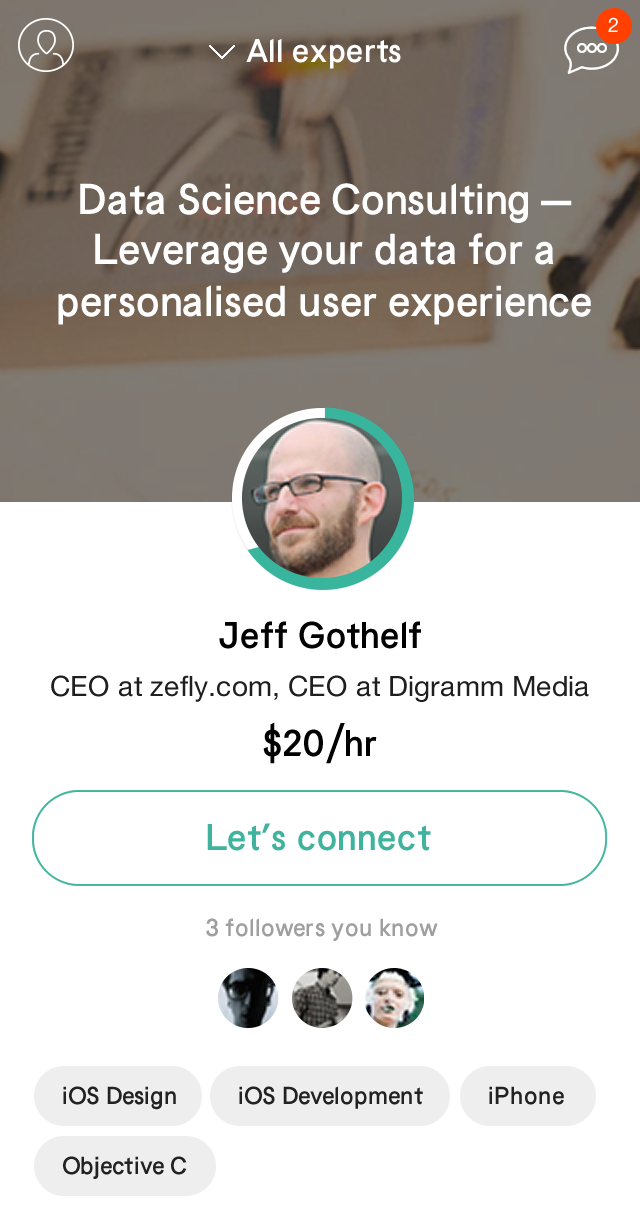 2
All experts
Data Science Consulting —
Leverage your data for a
personalised user experience
Jeff Gothelf
CEO at zefly.com, CEO at Digramm Media
$20/hr
Let's connect
3 followers you know
iOS Design iOS Development iPhone
Objective C